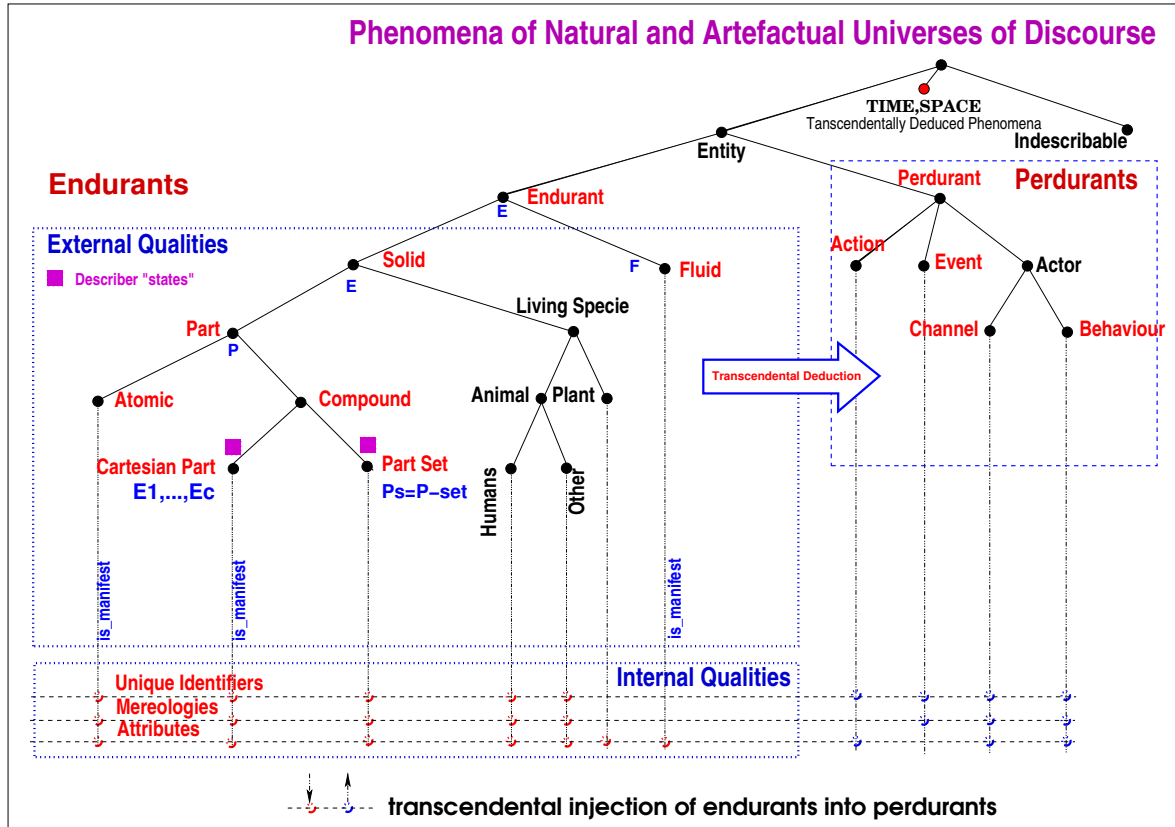 Phenomena of Natural and Artefactual Universes of Discourse
TIME,SPACE
Tanscendentally Deduced Phenomena
Indescribable
Entity
Endurants
Perdurant
Perdurants
Endurant
E
External Qualities
Describer "states"
Solid
E
F
Fluid
Action
Event
Actor
Living Specie
Part
P
Channel
Behaviour
Transcendental Deduction
Atomic
Compound
Animal
Plant
Cartesian Part
E1,...,Ec
Part Set
Ps=P-set
Humans
Other
is_manifest
is_manifest
is_manifest
Internal Qualities
Unique Identifiers
Mereologies
Attributes
transcendental injection of endurants into perdurants